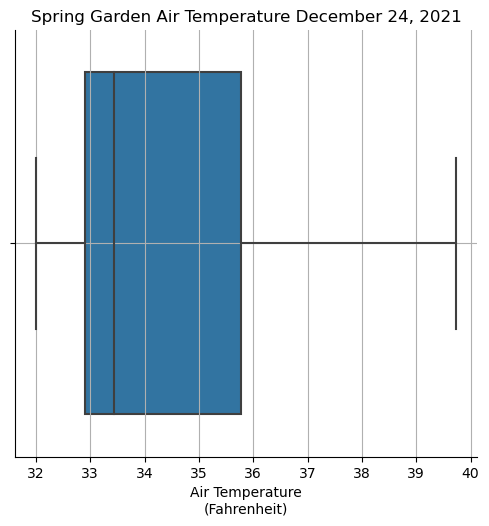 Spring Garden Air Temperature December 24, 2021
32 33 34 35 36 37 38 39 40
Air Temperature
(Fahrenheit)